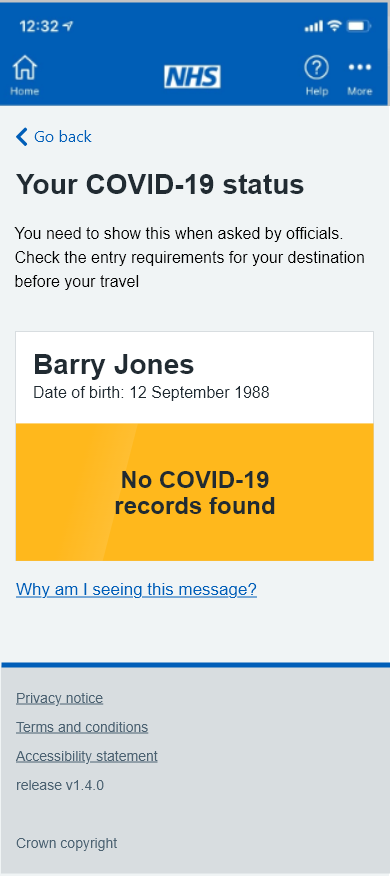 12:32
Home
NHS
Help
More
Go back
Your COVID-19 status
You need to show this when asked by officials.
Check the entry requirements for your destination
before your travel
Barry Jones
Date of birth: 12 September 1988
No COVID-19
records found
Why am I seeing this message?
Privacy notice
Terms and conditions
Accessibility statement
release v1.4.0
Crown copyright